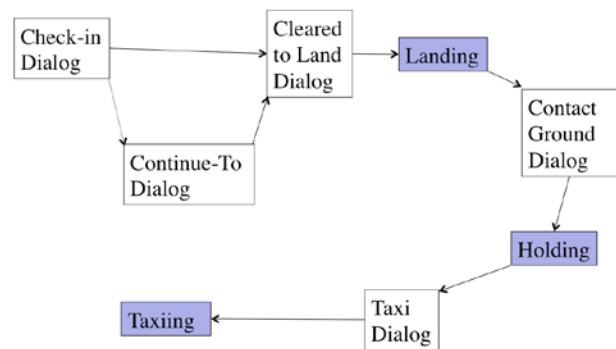 Check-in
Dialog
Cleared
to Land
Dialog
Landing
Continue-To
Dialog
Contact
Ground
Dialog
Holding
Taxi
Dialog
Taxiing